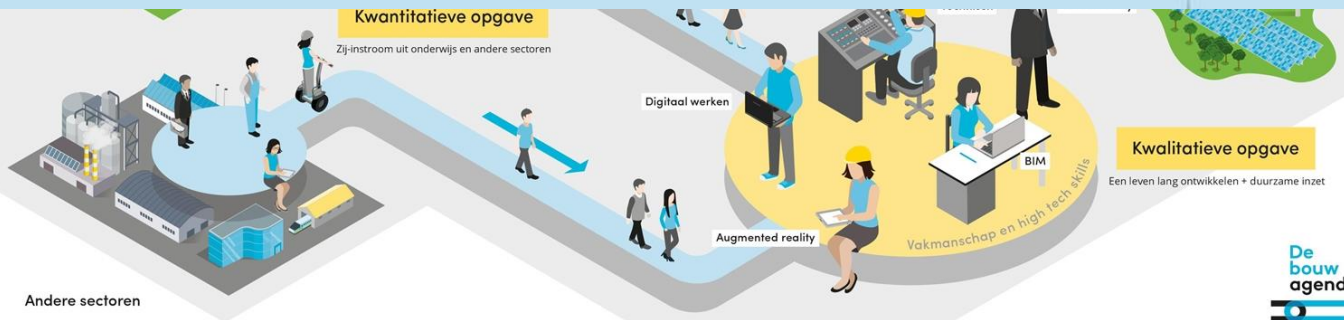 Kwantitatieve opgave
Zij-instroom uit onderwijs en andere sectoren
Digitaal werken
Kwalitatieve opgave
Een leven lang ontwikkelen + duurzame inzet
BIM
Vakmanschap en high tech skills
Augmented reality
Andere sectoren
De
bouw
agend